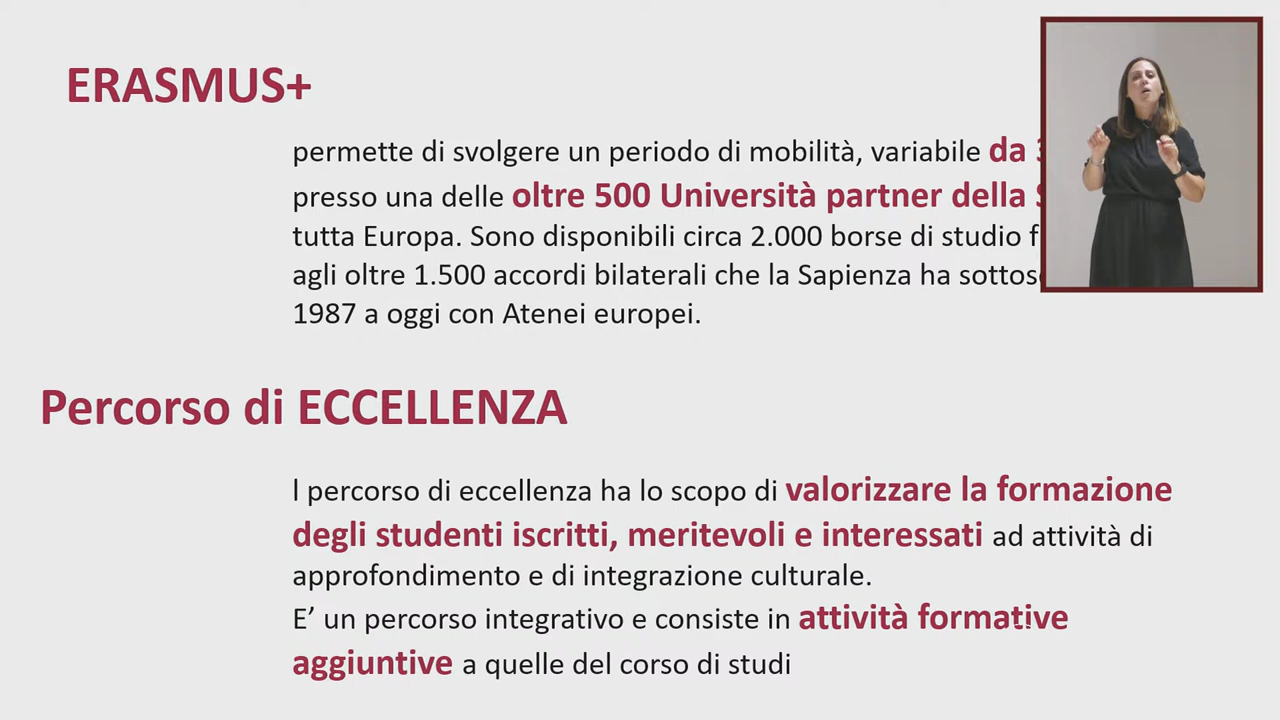 ERASMUS+
permette di svolgere un periodo di mobilità, variabile da 3
presso una delle oltre 500 Università partner della
tutta Europa. Sono disponibili circa 2.000 borse di studio
agli oltre 1.500 accordi bilaterali che la Sapienza ha
1987 a oggi con Atenei europei.
Percorso di ECCELLENZA
l percorso di eccellenza ha lo scopo di valorizzare la formazione
degli studenti iscritti, meritevoli e interessati ad attività di
approfondimento e di integrazione culturale.
E’ un percorso integrativo e consiste in attività formative
aggiuntive a quelle del corso di studi